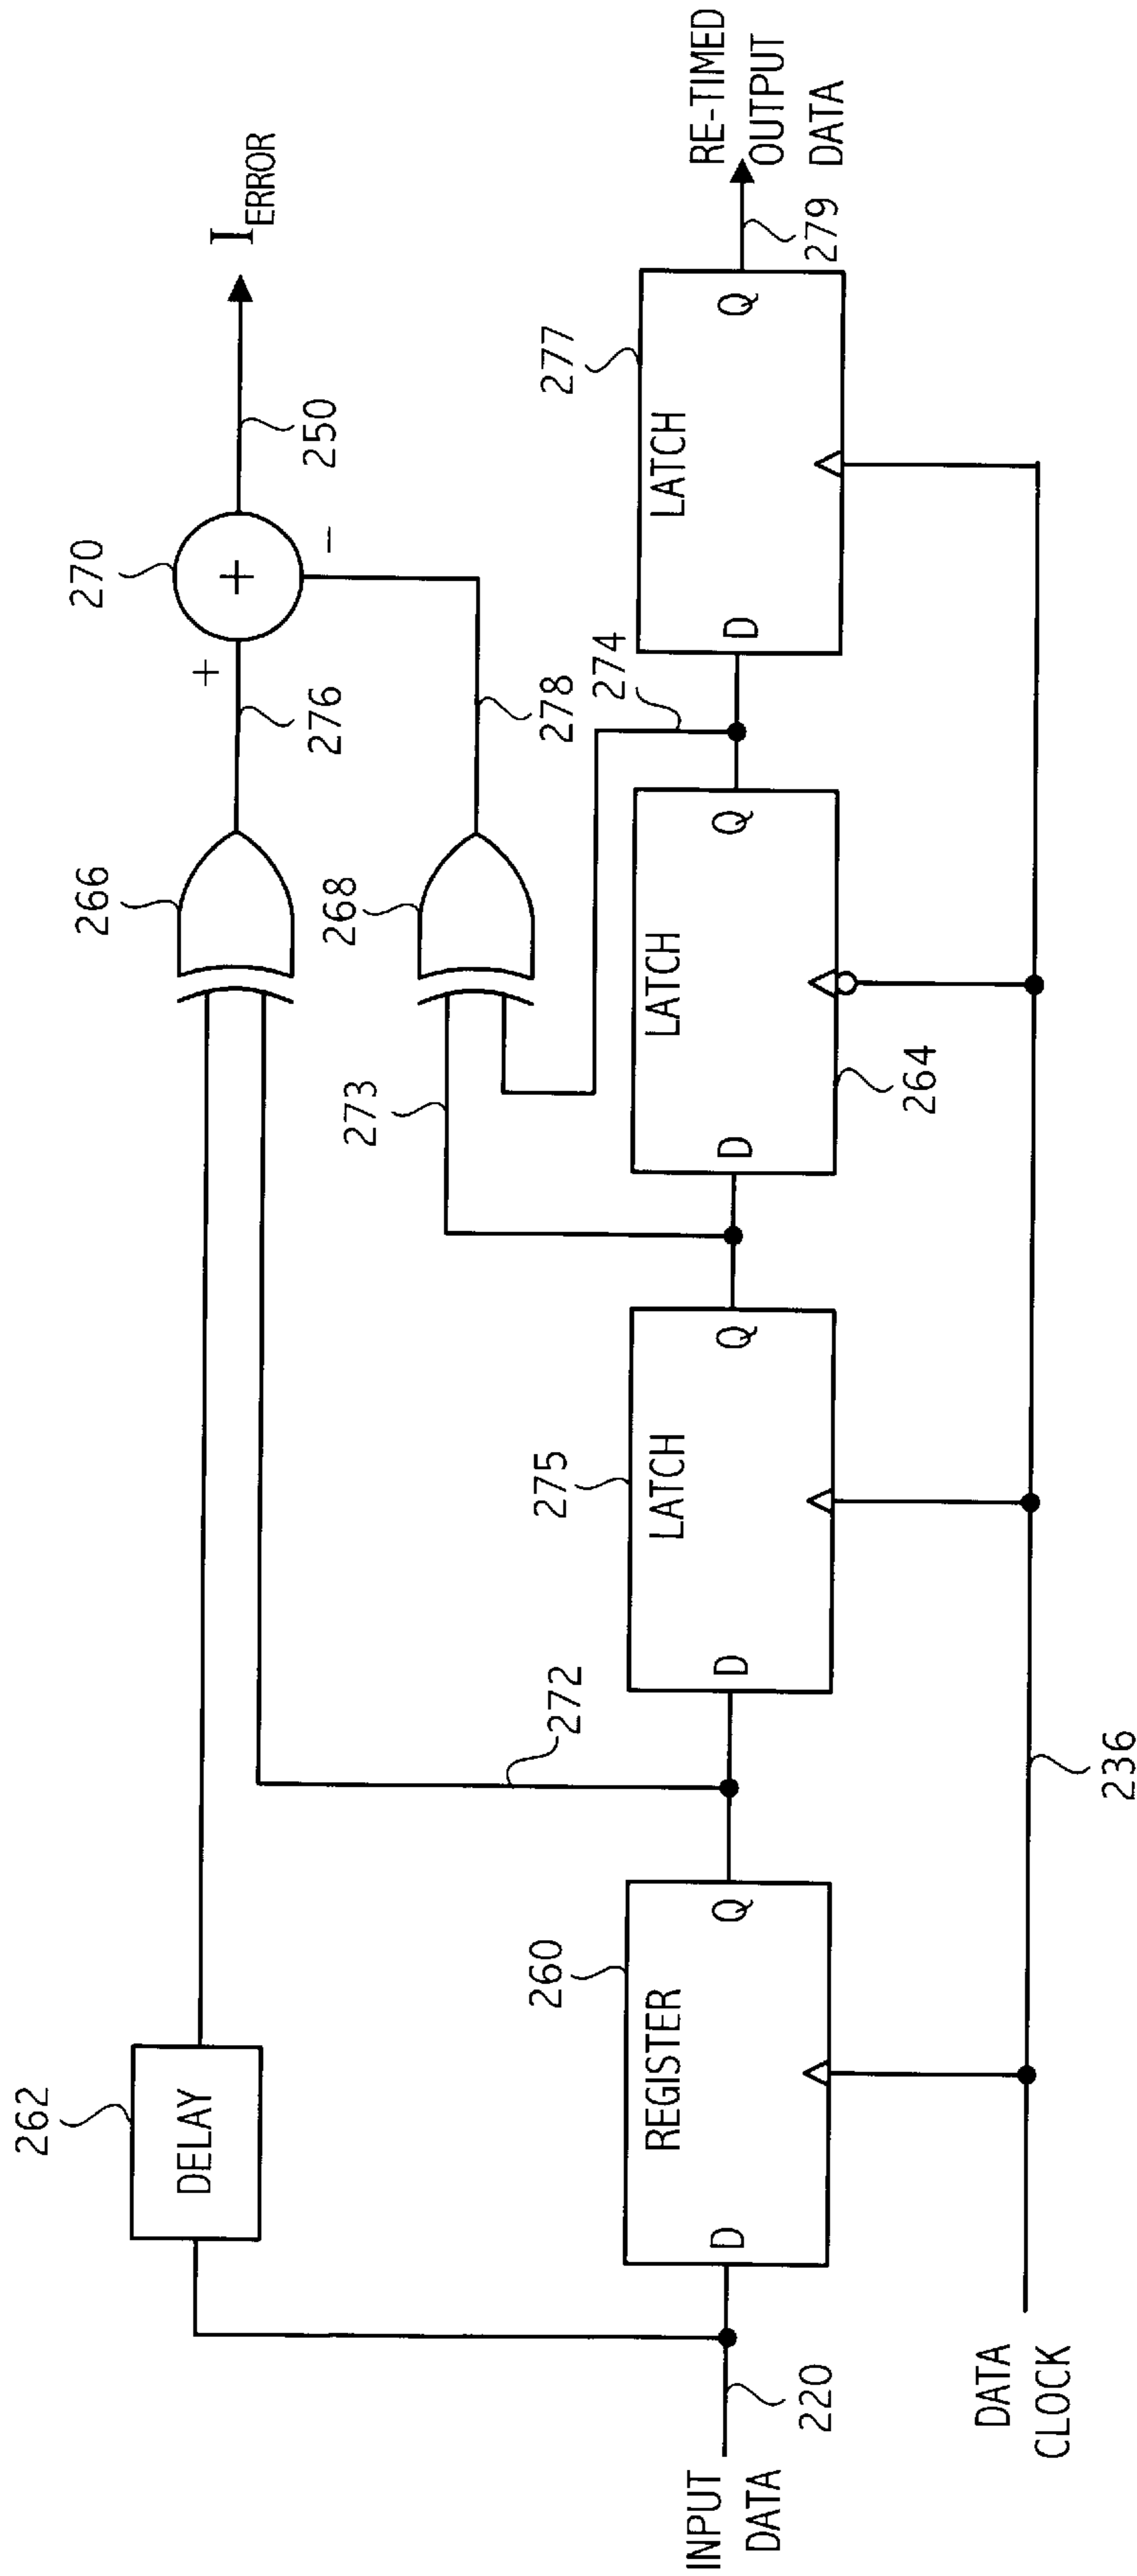 262
DELAY
266
276
+
270
+
−
250
IERROR
272
273
268
278
274
INPUT
DATA
220
260
REGISTER
D
Q
275
LATCH
D
Q
264
LATCH
D
Q
277
LATCH
D
Q
279
RE-TIMED
OUTPUT
DATA
DATA
CLOCK
236